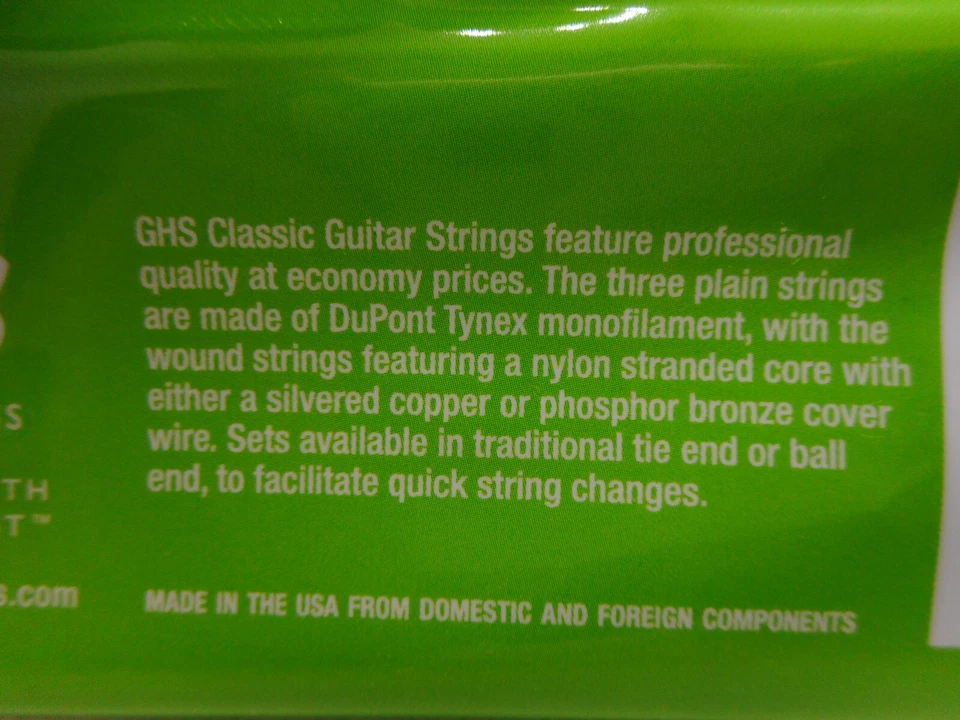 GHS Classic Guitar Strings feature professional
quality at economy prices. The three plain strings
are made of DuPont Tynex monofilament, with the
wound strings featuring a nylon stranded core with
either a silvered copper or phosphor bronze cover
wire. Sets available in traditional tie end or ball
end, to facilitate quick string changes.
S
TH
T™
s.com
MADE IN THE USA FROM DOMESTIC AND FOREIGN COMPONENTS